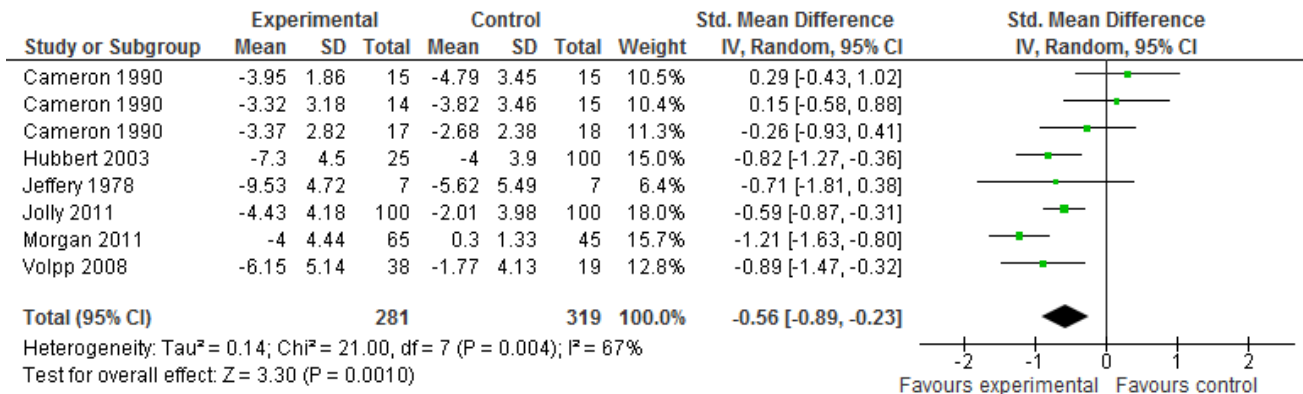 Experimental Control Std. Mean Difference Std. Mean Difference
Study or Subgroup Mean SD Total Mean SD Total Weight IV, Random, 95% CI IV, Random, 95% CI
Cameron 1990 -3.95 1.86 15 -4.79 3.45 15 10.5% 0.29 [-0.43, 1.02]
Cameron 1990 -3.32 3.18 14 -3.82 3.46 15 10.4% 0.15 [-0.58, 0.88]
Cameron 1990 -3.37 2.82 17 -2.68 2.38 18 11.3% -0.26 [-0.93, 0.41]
Hubbert 2003 -7.3 4.5 25 -4 3.9 100 15.0% -0.82 [-1.27, -0.36]
Jeffery 1978 -9.53 4.72 7 -5.62 5.49 7 6.4% -0.71 [-1.81, 0.38]
Jolly 2011 -4.43 4.18 100 -2.01 3.98 100 18.0% -0.59 [-0.87, -0.31]
Morgan 2011 -4 4.44 65 0.3 1.33 45 15.7% -1.21 [-1.63, -0.80]
Volpp 2008 -6.15 5.14 38 -1.77 4.13 19 12.8% -0.89 [-1.47, -0.32]
Total (95% CI) 281 319 100.0% -0.56 [-0.89, -0.23]
Heterogeneity: Tau² = 0.14; Chi² = 21.00, df = 7 (P = 0.004); I² = 67%
Test for overall effect: Z = 3.30 (P = 0.0010)
-2 -1 0 1 2
Favours experimental Favours control